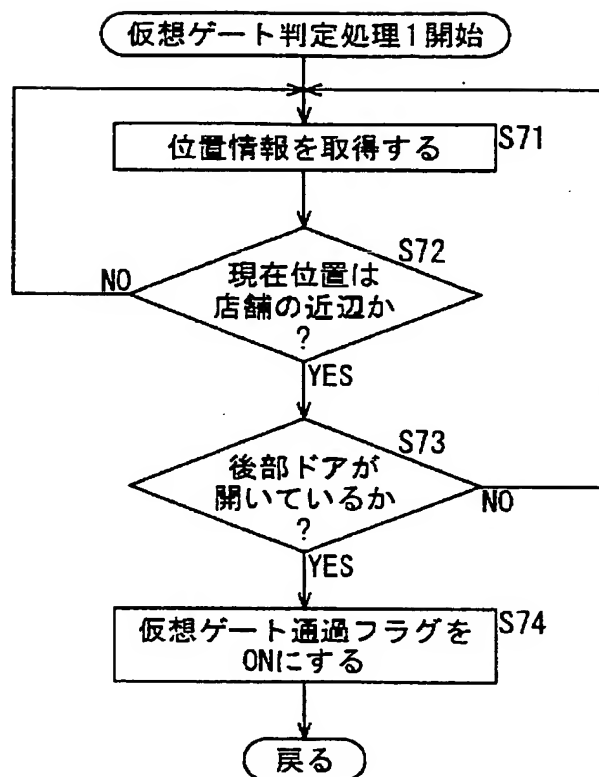 仮想ゲート判定処理1開始
位置情報を取得する
S71
S72
現在位置は
店舗の近辺か
?
NO
YES
S73
後部ドアが
開いているか
?
NO
YES
仮想ゲート通過フラグを
ONにする
S74
戻る